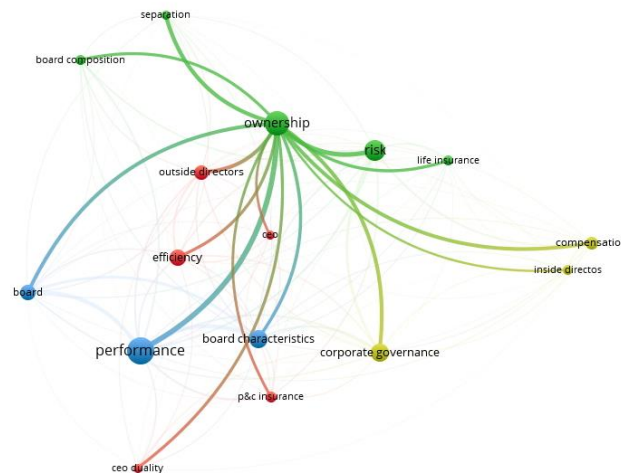 separation
board composition
ownership
risk
life insurance
outside directors
ceo
compensatio
efficiency
inside directos
board
board characteristics
performance
corporate governance
p&c insurance
ceo duality